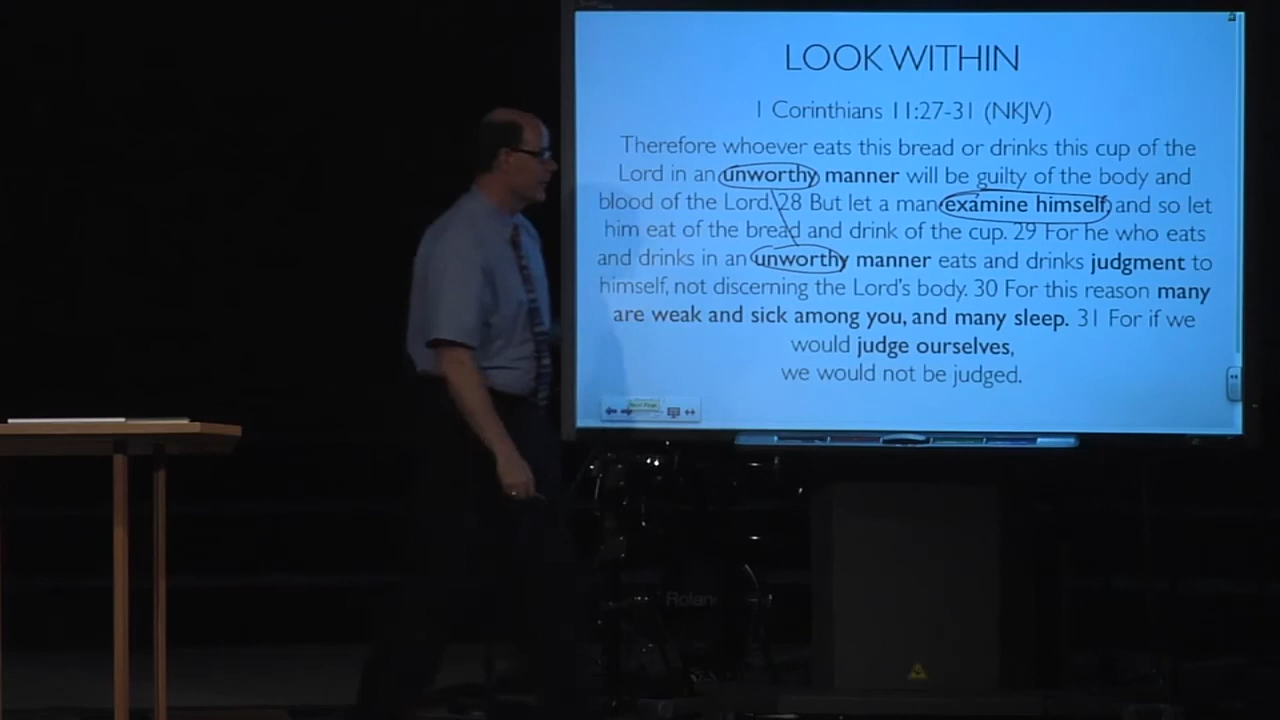 LOOK WITHIN
1 Corinthians 11:27-31 (NKJV)
Therefore whoever eats this bread or drinks this cup of the
Lord in an unworthy manner will be guilty of the body and
blood of the Lord. 28 But let a man examine himself, and so let
him eat of the bread and drink of the cup. 29 For he who eats
and drinks in an unworthy manner eats and drinks judgment to
himself, not discerning the Lord's body. 30 For this reason many
are weak and sick among you, and many sleep. 31 For if we
would judge ourselves,
we would not be judged.
Next Page
Roland